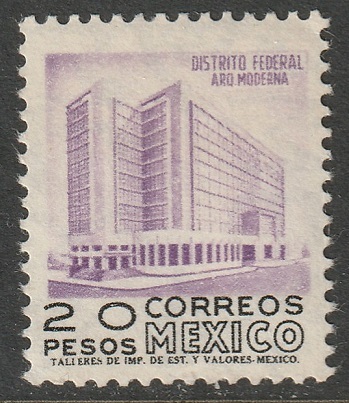 DISTRITO FEDERAL
ARQ. MODERNA
20 CORREOS
PESOS MEXICO
TALLERES DE IMP. DE EST. Y VALORES-MEXICO.